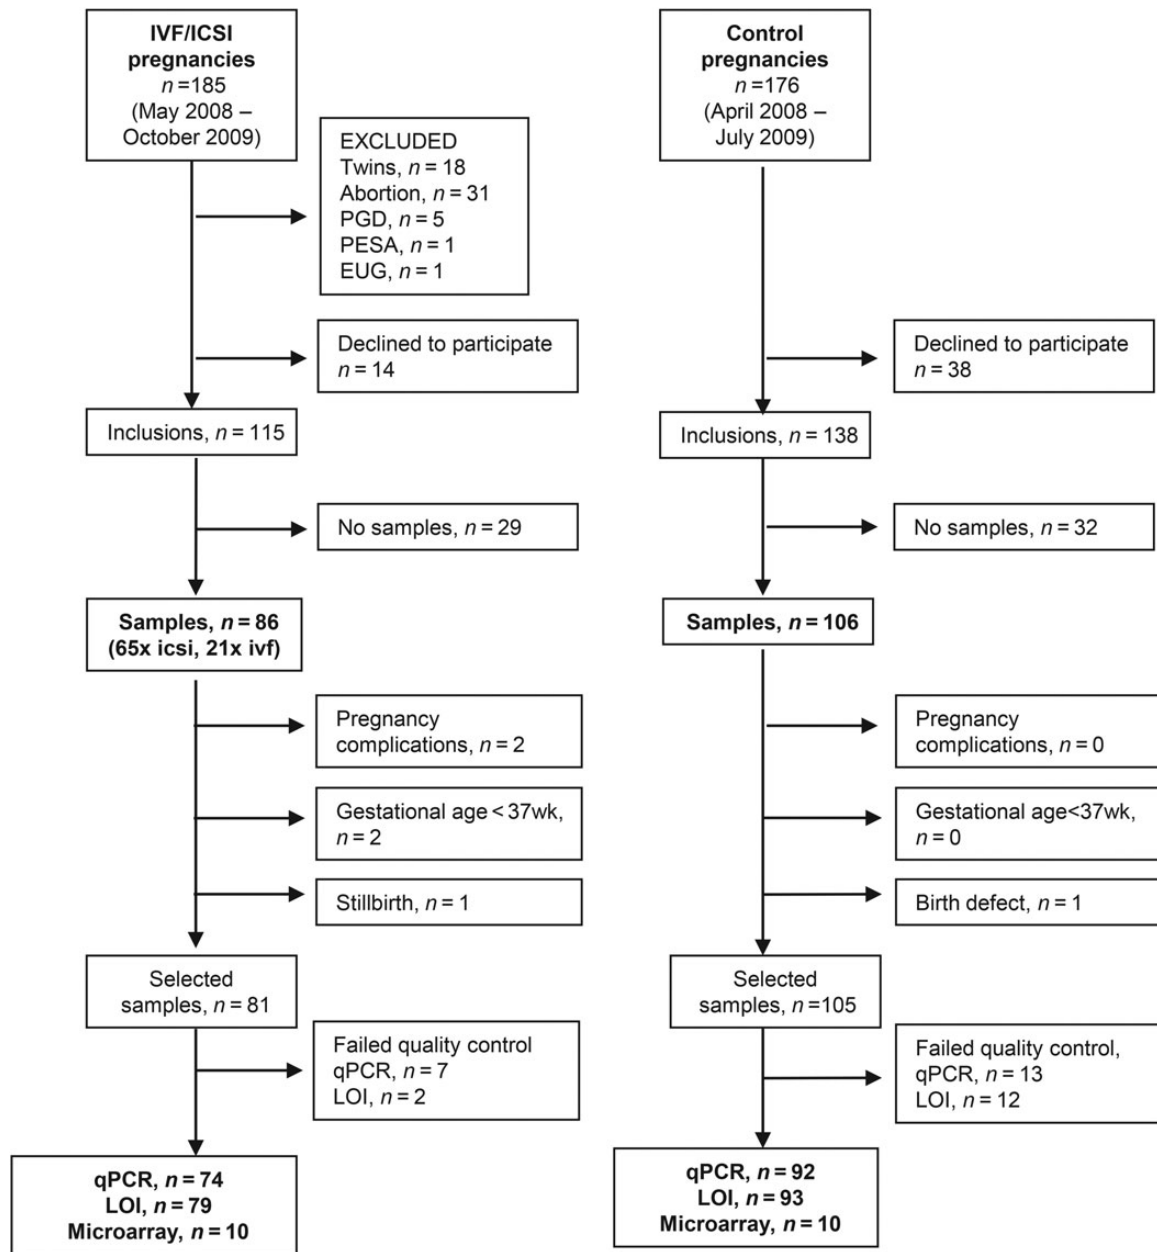 IVF/ICSI
pregnancies
n=185
(May 2008 –
October 2009)
EXCLUDED
Twins, n = 18
Abortion, n = 31
PGD, n = 5
PESA, n = 1
EUG, n = 1
Declined to participate
n = 14
Inclusions, n = 115
No samples, n = 29
Samples, n = 86
(65x icsi, 21x ivf)
Pregnancy
complications, n = 2
Gestational age < 37wk,
n = 2
Stillbirth, n = 1
Selected
samples, n = 81
Failed quality control
qPCR, n = 7
LOI, n = 2
qPCR, n = 74
LOI, n = 79
Microarray, n = 10
Control
pregnancies
n=176
(April 2008 –
July 2009)
Declined to participate
n = 38
Inclusions, n = 138
No samples, n = 32
Samples, n = 106
Pregnancy
complications, n = 0
Gestational age<37wk,
n = 0
Birth defect, n = 1
Selected
samples, n =105
Failed quality control,
qPCR, n = 13
LOI, n = 12
qPCR, n = 92
LOI, n = 93
Microarray, n = 10